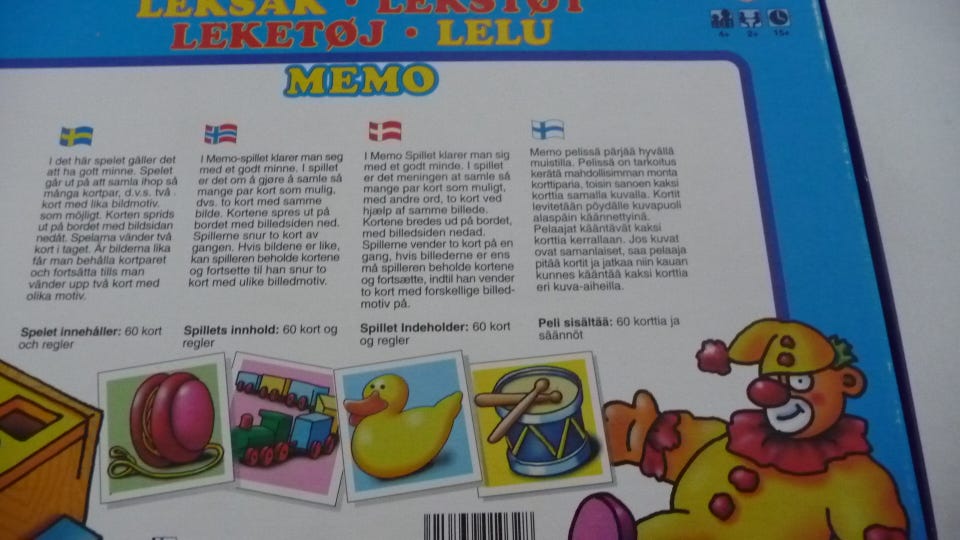 LEKSAK · LEKSTØY
LEKETØJ · LELU
4+ 2+ 15+
MEMO
I det här spelet gäller det
att ha gott minne. Spelet
går ut på att samla ihop så
många kortpar, d.v.s. två
kort med lika bildmotiv
som möjligt. Korten sprids
ut på bordet med bildsidan
nedåt. Spelarna vänder två
kort i taget. Är bilderna lika
får man behålla kortparet
och fortsätta tills man
vänder upp två kort med
olika motiv.
Spelet innehåller: 60 kort
och regler
I Memo-spillet klarer man seg
med et godt minne. I spillet
er det om å gjøre å samle så
mange par kort som mulig,
dvs. to kort med samme
bilde. Kortene spres ut på
bordet med billedsiden ned.
Spillerne snur to kort av
gangen. Hvis bildene er like,
kan spilleren beholde kortene
og fortsette til han snur to
kort med ulike billedmotiv.
Spillets innhold: 60 kort og
regler
I Memo Spillet klarer man sig
med et godt minde. I spillet
er det meningen at samle så
mange par kort som muligt,
med andre ord, to kort ved
hjælp af samme billede.
Kortene bredes ud på bordet,
med billedsiden nedad.
Spillerne vender to kort på en
gang, hvis billederne er ens
må spilleren beholde kortene
og fortsætte, indtil han vender
to kort med forskellige billed-
motiv på.
Spillet Indeholder: 60 kort
og regler
Memo pelissä pärjää hyvällä
muistilla. Pelissä on tarkoitus
kerätä mahdollisimman monta
korttiparia, toisin sanoen kaksi
korttia samalla kuvalla. Kortit
levitetään pöydälle kuvapuoli
alaspäin käännettyinä.
Pelaajat kääntävät kaksi
korttia kerrallaan. Jos kuvat
ovat samanlaiset, saa pelaaja
pitää kortit ja jatkaa niin kauan
kunnes kääntää kaksi korttia
eri kuva-aiheilla.
Peli sisältää: 60 korttia ja
säännöt